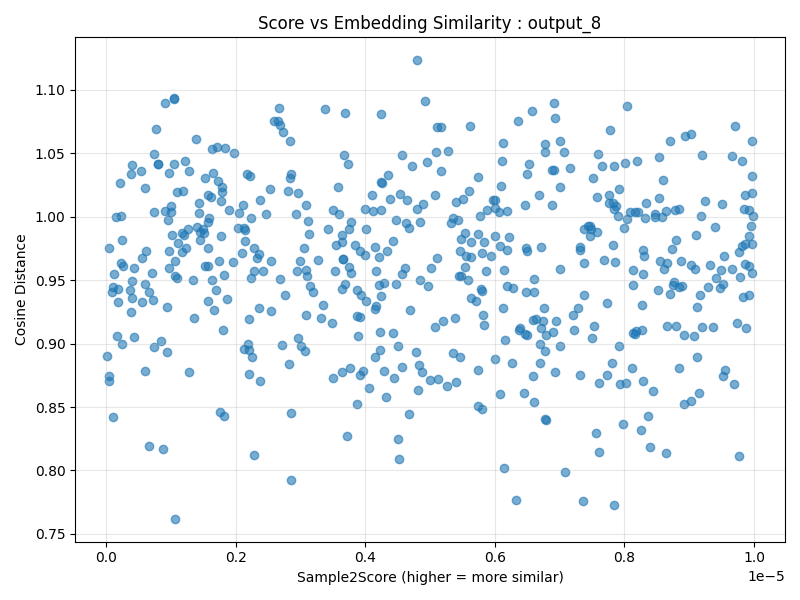 Score vs Embedding Similarity : output_8
Cosine Distance
1.10
1.05
1.00
0.95
0.90
0.85
0.80
0.75
0.0 0.2 0.4 0.6 0.8 1.0
1e−5
Sample2Score (higher = more similar)